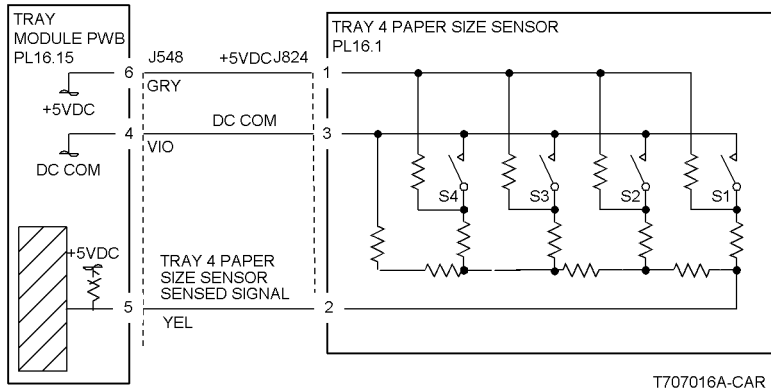 TRAY
MODULE PWB
PL16.15
TRAY 4 PAPER SIZE SENSOR
PL16.1
6
J548
+5VDC
J824
1
GRY
+5VDC
4
DC COM
3
VIO
DC COM
S4
S3
S2
S1
+5VDC
TRAY 4 PAPER
SIZE SENSOR
SENSED SIGNAL
5
2
YEL
T707016A-CAR